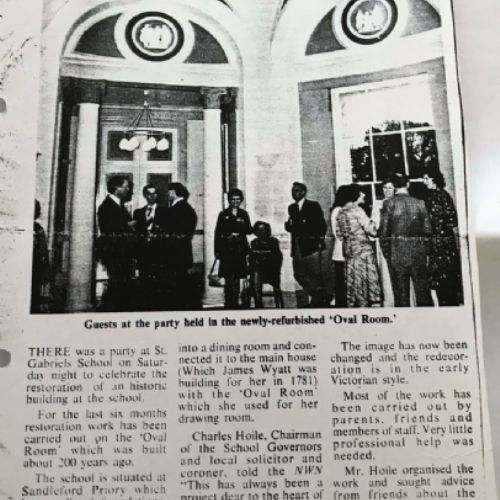 Guests at the party held in the newly-refurbished 'Oval Room.'
THERE was a party at St.
Gabriels School on Satur-
day night to celebrate the
restoration of an historic
building at the school.
For the last six months
restoration work has been
carried out on the 'Oval
Room' which was built
about 200 years ago.
The school is situated at
Sandleford Priory which
into a dining room and con-
nected it to the main house
(Which James Wyatt was
building for her in 1781)
with the 'Oval Room'
which she used for her
drawing room.
Charles Hoile, Chairman
of the School Governors
and local solicitor and
coroner, told the NWN
"This has always been a
project dear to the heart of
The image has now been
changed and the redecor-
ation is in the early
Victorian style.
Most of the work has
been carried out by
parents, friends and
members of staff. Very little
professional help was
needed.
Mr. Hoile organised the
work and sought advice
from friends about the